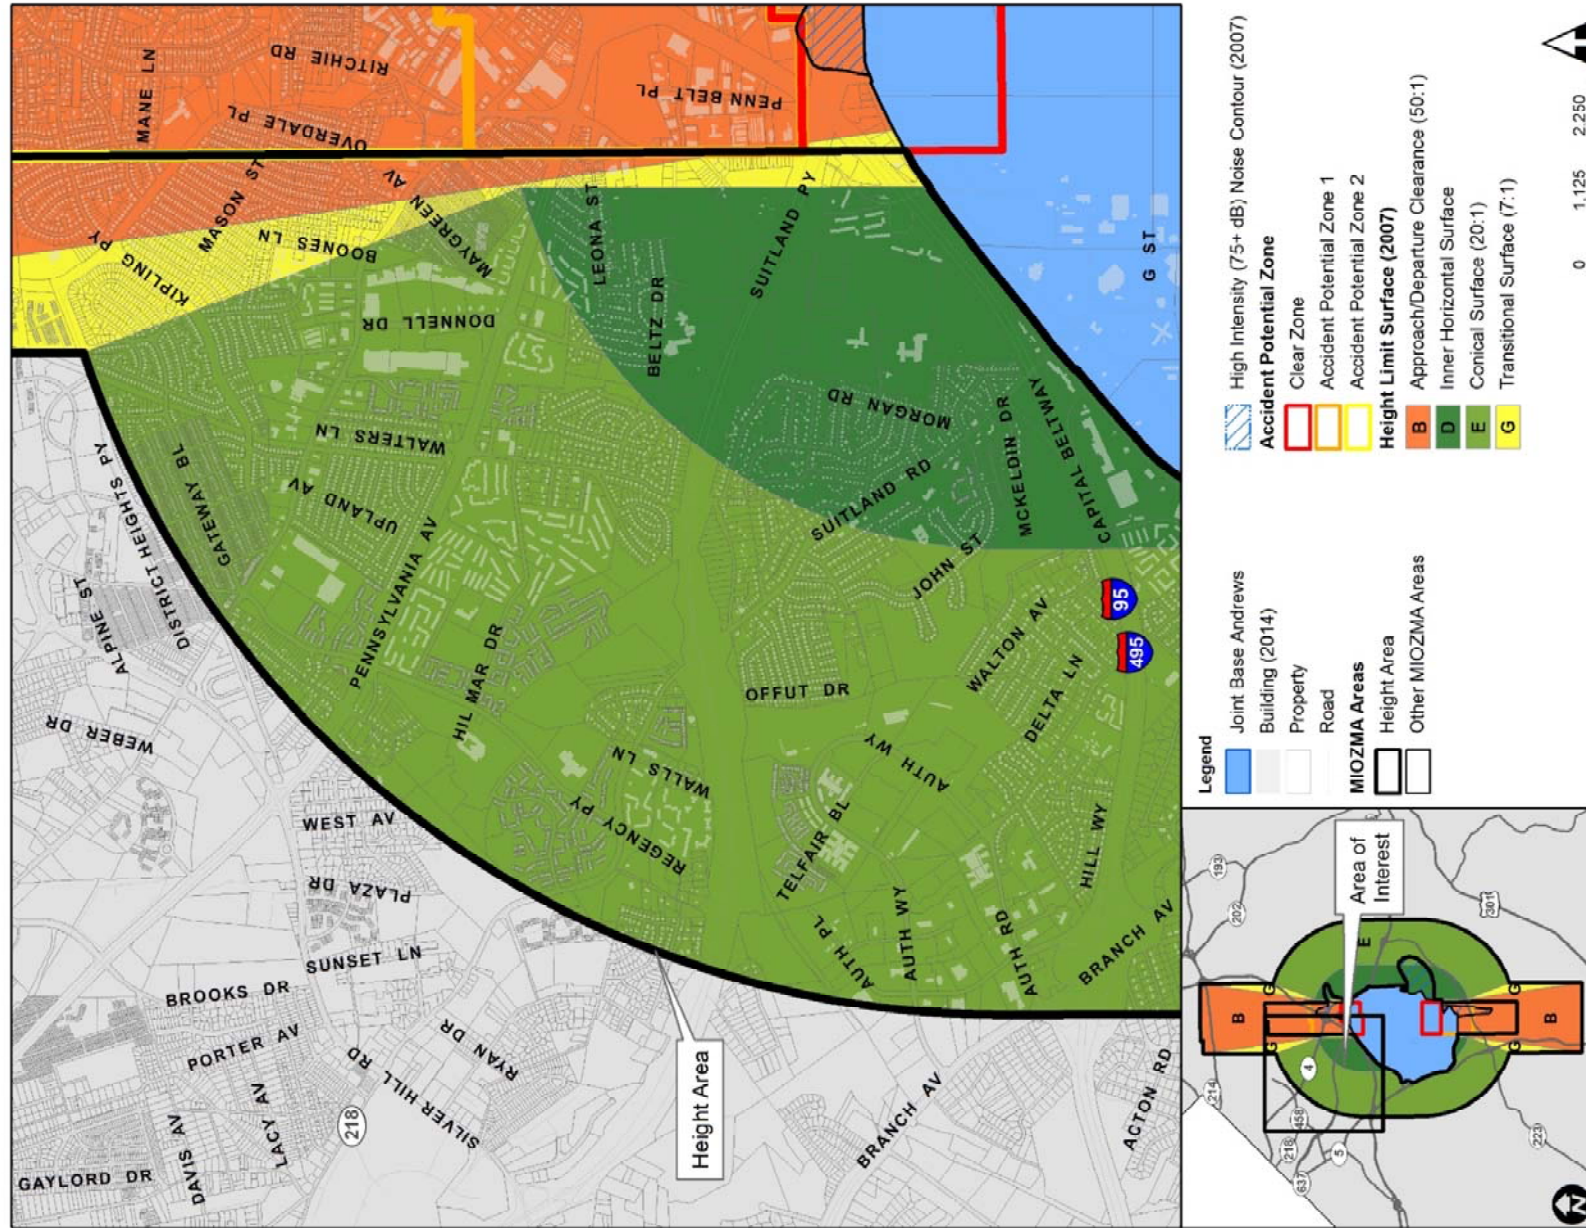 GAYLORD DR
DAVIS AV
LACY AV
PORTER AV
BROOKS DR
SUNSET LN
PLAZA DR
WEST AV
WEBER DR
ALPINE ST
DISTRICT HEIGHTS PY
GATEWAY BL
KIPLING PY
MASON ST
BOONES LN
OVERDALE PL
MANE LN
RITCHIE RD
MAYGREEN AV
DONNELL DR
WALTERS LN
UPLAND AV
PENNSYLVANIA AV
HIL MAR DR
218
SILVER HILL RD
RYAN DR
REGENCY PY
WALLS LN
LEONA ST
BELTZ DR
PENN BELT PL
SUITLAND PY
Height Area
OFFUT DR
SUITLAND RD
MORGAN RD
TELFAIR BL
AUTH WY
JOHN ST
MCKELDIN DR
CAPITAL BELTWAY
AUTH PL
AUTH WY
WALTON AV
DELTA LN
BRANCH AV
AUTH RD
HILL WY
BRANCH AV
ACTON RD
495
95
G ST
Legend
Joint Base Andrews
Building (2014)
Property
Road
MIOZMA Areas
Height Area
Other MIOZMA Areas
High Intensity (75+ dB) Noise Contour (2007)
Accident Potential Zone
Clear Zone
Accident Potential Zone 1
Accident Potential Zone 2
Height Limit Surface (2007)
B Approach/Departure Clearance (50:1)
D Inner Horizontal Surface
E Conical Surface (20:1)
G Transitional Surface (7:1)
0 1,125 2,250
Area of
Interest
214
202
193
218
458
4
637
5
301
223
B
G
G
E
G
G
B
N